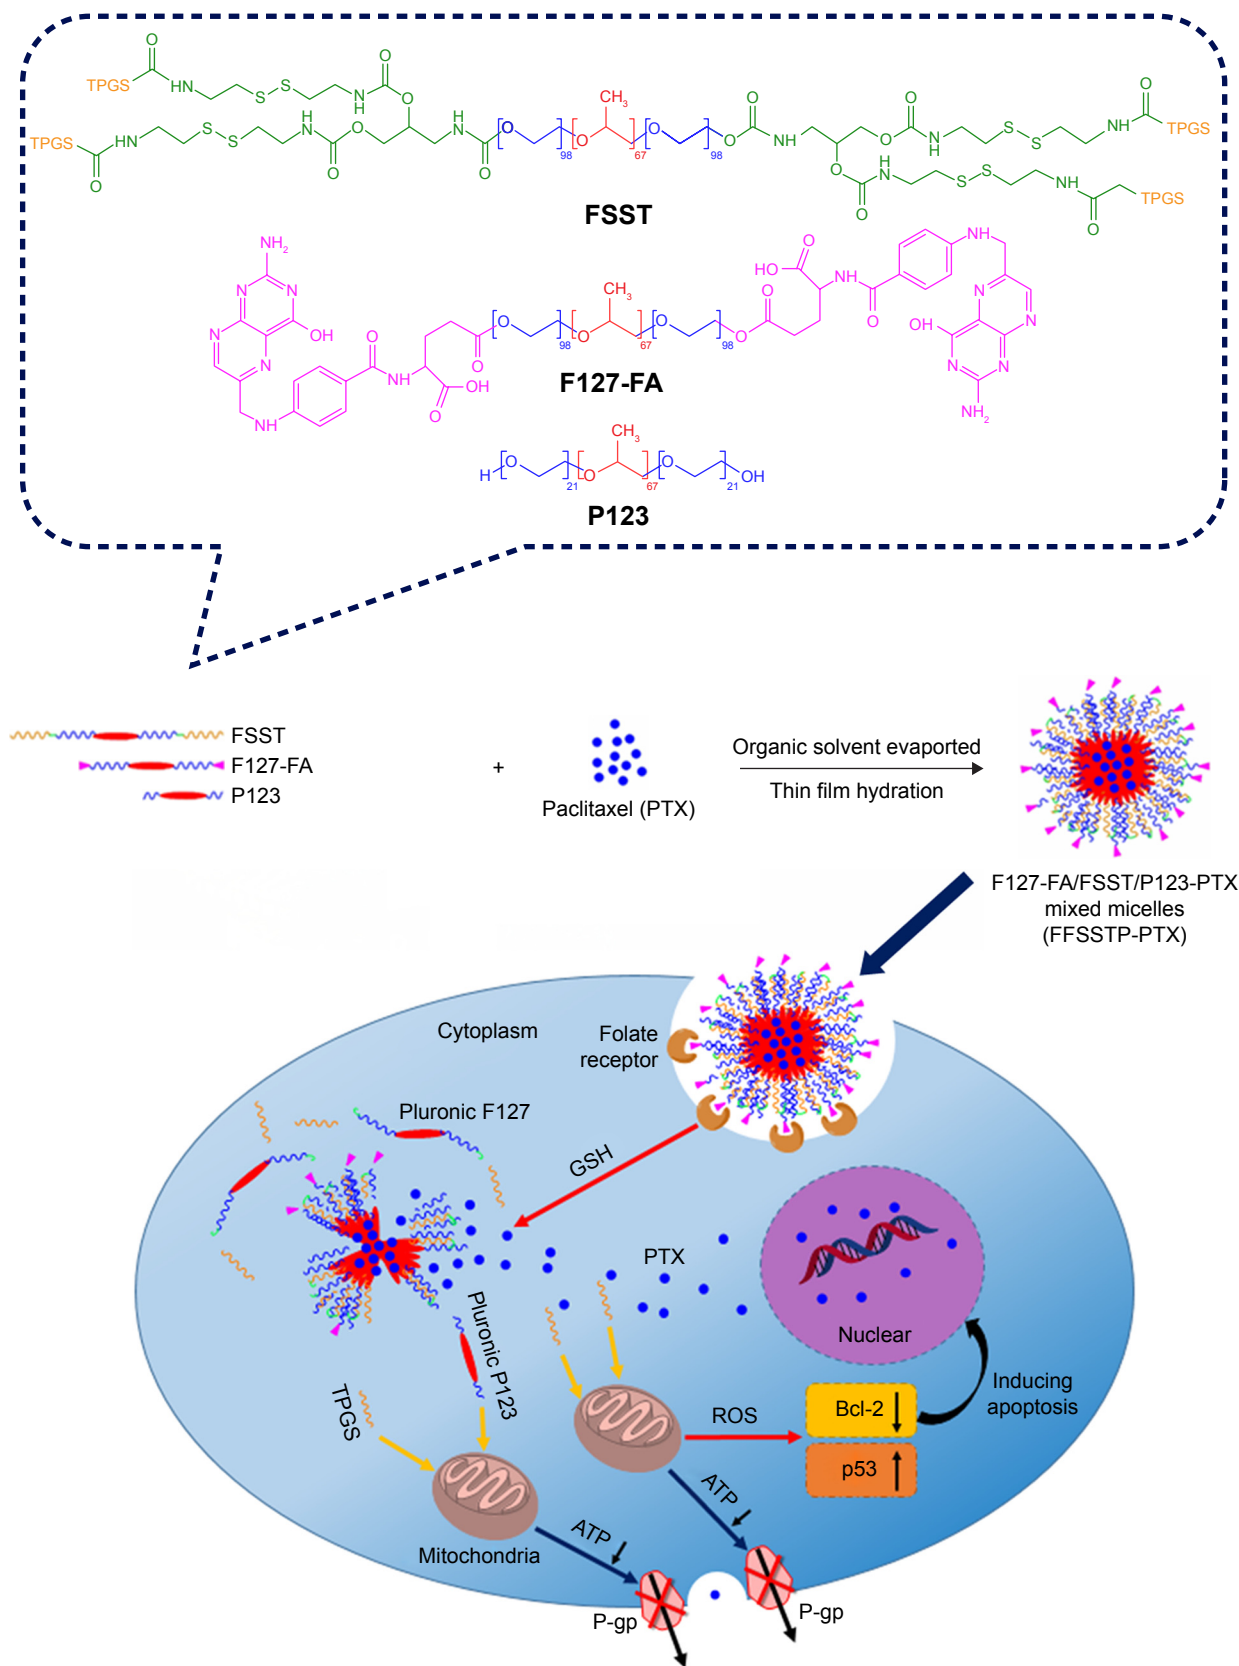 O
TPGS
HN
S
S
N
H
O
O
O
TPGS
O
HN
S
S
H
N
O
O
H
N
O
O
98
O
CH3
67
O
98
O
O
HN
O
O
N
H
S
S
NH
O
TPGS
O
O
H
N
S
S
NH
O
TPGS
FSST
NH2
N
N
N
N
OH
NH
O
HN
O
OH
O
O
98
O
CH3
67
O
98
O
O
HO
O
NH
O
NH
N
N
OH
N
N
NH2
F127-FA
H
O
21
O
CH3
67
O
21
OH
P123
FSST
F127-FA
P123
+
Paclitaxel (PTX)
Organic solvent evaported
Thin film hydration
F127-FA/FSST/P123-PTX
mixed micelles
(FFSSTP-PTX)
Cytoplasm
Folate
receptor
Pluronic F127
GSH
PTX
Nuclear
Pluronic P123
TPGS
Inducing
apoptosis
Bcl-2
ROS
p53
ATP
ATP
Mitochondria
P-gp
P-gp